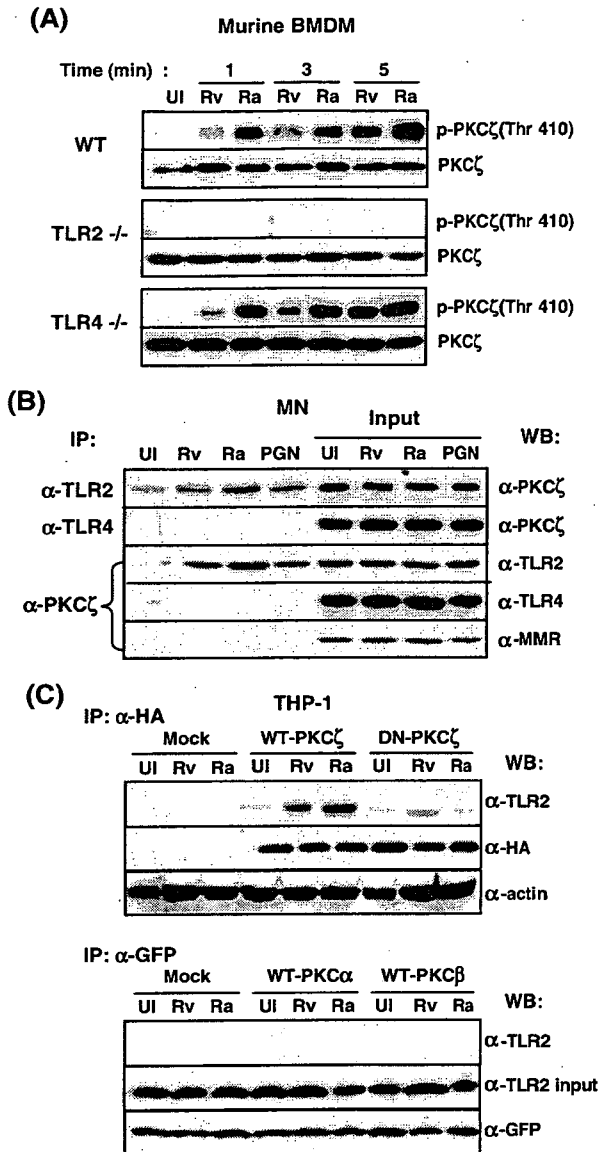 (A)
Murine BMDM
Time (min) : 1 3 5
UI Rv Ra Rv Ra Rv Ra
WT
p-PKCζ(Thr 410)
PKCζ
TLR2 -/-
p-PKCζ(Thr 410)
PKCζ
TLR4 -/-
p-PKCζ(Thr 410)
PKCζ
(B)
MN
Input
IP: UI Rv Ra PGN UI Rv Ra PGN WB:
α-TLR2 α-PKCζ
α-TLR4 α-PKCζ
α-PKCζ
α-TLR2
α-TLR4
α-MMR
(C)
THP-1
IP: α-HA
Mock WT-PKCζ DN-PKCζ
UI Rv Ra UI Rv Ra UI Rv Ra WB:
α-TLR2
α-HA
α-actin
IP: α-GFP
Mock WT-PKCα WT-PKCβ
UI Rv Ra UI Rv Ra UI Rv Ra WB:
α-TLR2
α-TLR2 input
α-GFP